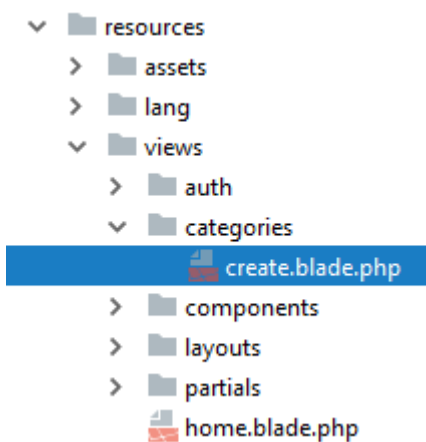 resources
assets
lang
views
auth
categories
create.blade.php
components
layouts
partials
home.blade.php